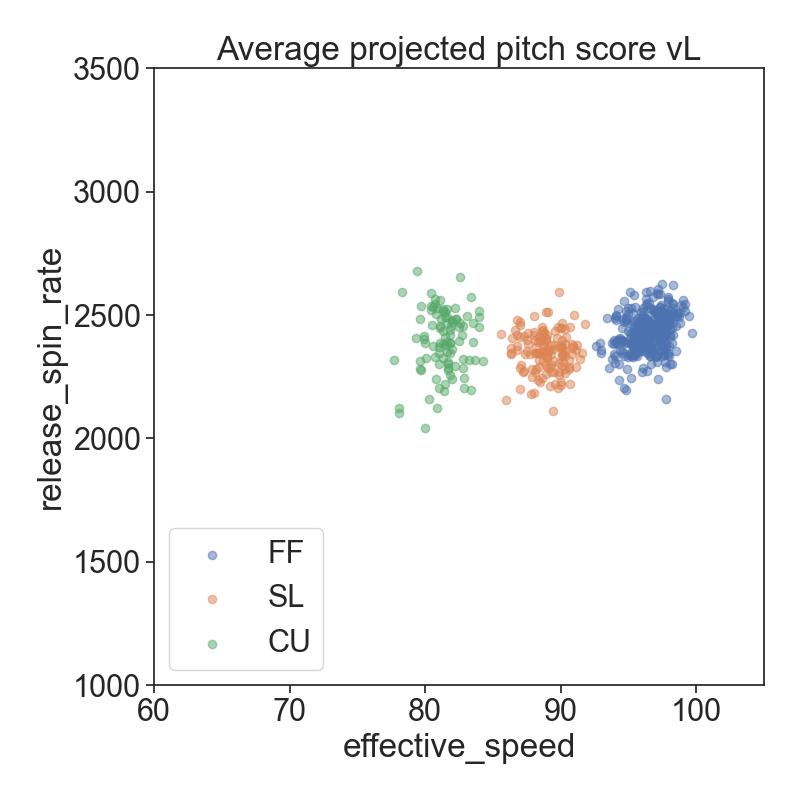 Average projected pitch score vL
3500
3000
2500
2000
1500
1000
release_spin_rate
FF
SL
CU
60 70 80 90 100
effective_speed